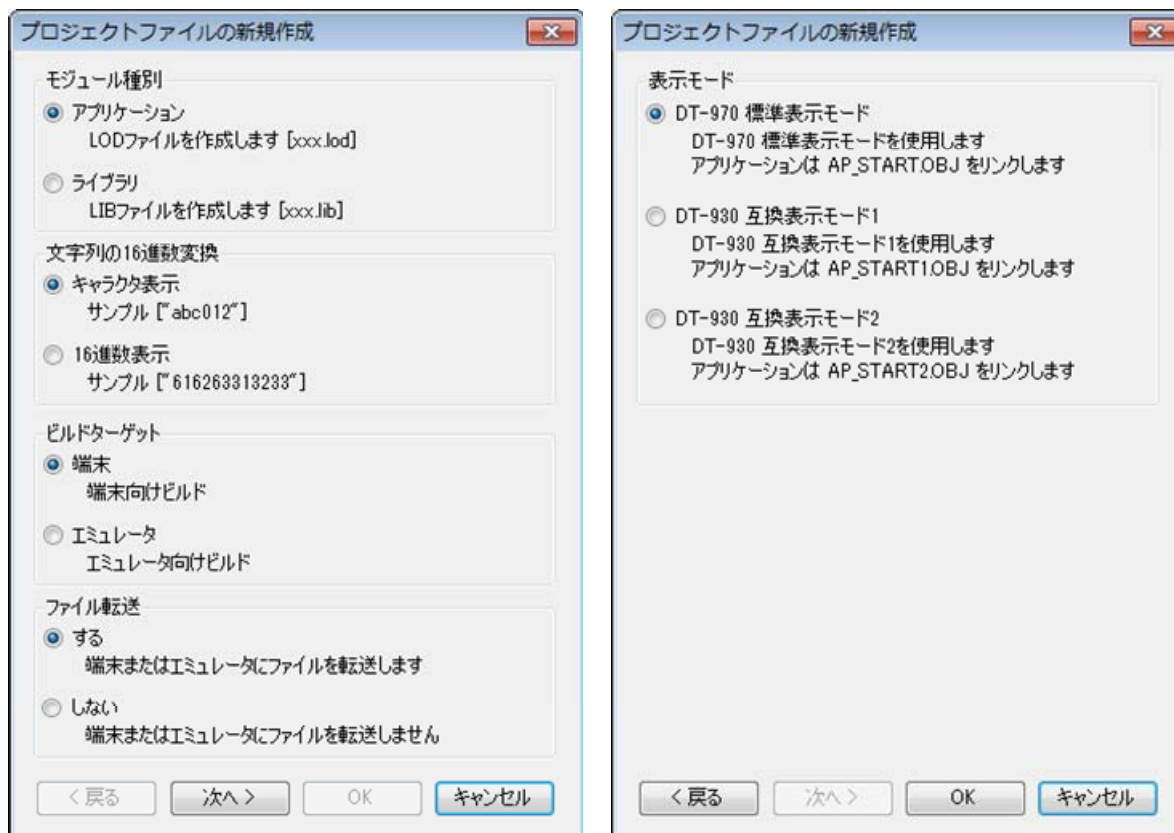 プロジェクトファイルの新規作成
モジュール種別
アプリケーション
LODファイルを作成します [xxx.lod]
ライブラリ
LIBファイルを作成します [xxx.lib]
文字列の16進数変換
キャラクタ表示
サンプル ["abc012"]
16進数表示
サンプル ["616263313233"]
ビルドターゲット
端末
端末向けビルド
エミュレータ
エミュレータ向けビルド
ファイル転送
する
端末またはエミュレータにファイルを転送します
しない
端末またはエミュレータにファイルを転送しません
< 戻る
次へ >
OK
キャンセル
プロジェクトファイルの新規作成
表示モード
DT-970 標準表示モード
DT-970 標準表示モードを使用します
アプリケーションは AP_START.OBJ をリンクします
DT-930 互換表示モード1
DT-930 互換表示モード1を使用します
アプリケーションは AP_START1.OBJ をリンクします
DT-930 互換表示モード2
DT-930 互換表示モード2を使用します
アプリケーションは AP_START2.OBJ をリンクします
< 戻る
次へ >
OK
キャンセル